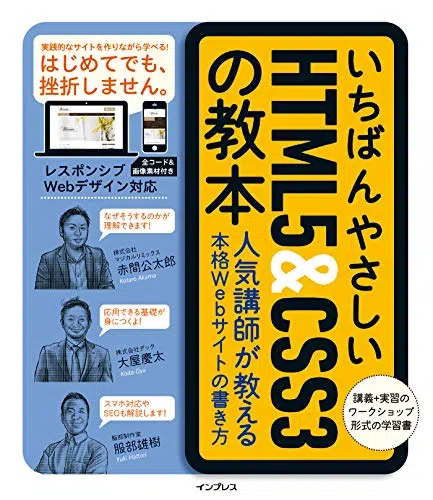 いちばんやさしい
HTML5&CSS3
の教本
人気講師が教える
本格Webサイトの書き方
実践的なサイトを作りながら学べる!
はじめてでも、
挫折しません。
全コード&
画像素材付き
レスポンシブ
Webデザイン対応
なぜそうするのかが
理解できます!
株式会社
マジカルリミックス
赤間公太郎
Kotaro Akama
応用できる基礎が
身につくよ!
株式会社デック
大屋慶太
Keita Oya
スマホ対応や
SEOも解説します!
服部制作室
服部雄樹
Yuki Hattori
講義+実習の
ワークショップ
形式の学習書
インプレス